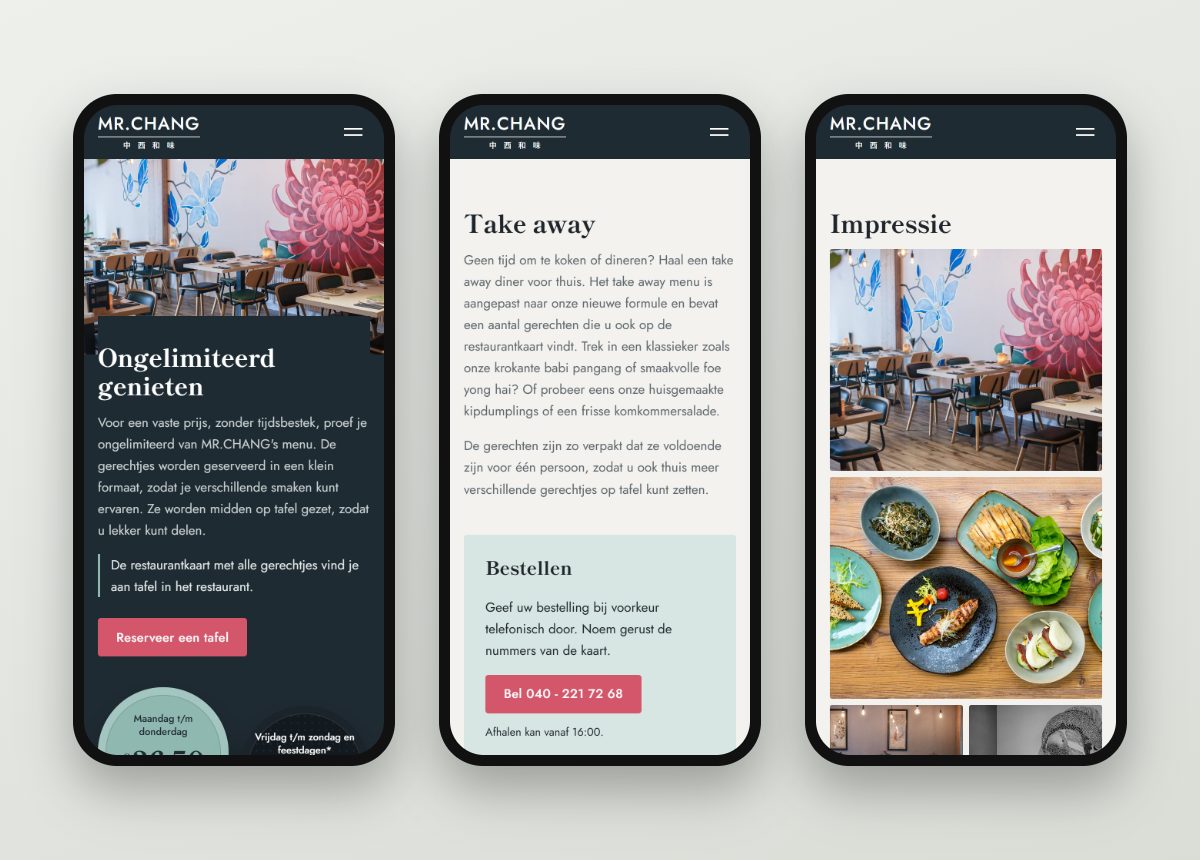 MR.CHANG
中西和味
Ongelimiteerd
genieten
Voor een vaste prijs, zonder tijdsbestek, proef je
ongelimiteerd van MR.CHANG's menu. De
gerechtjes worden geserveerd in een klein
formaat, zodat je verschillende smaken kunt
ervaren. Ze worden midden op tafel gezet, zodat
u lekker kunt delen.
De restaurantkaart met alle gerechtjes vind je
aan tafel in het restaurant.
Reserveer een tafel
Maandag t/m
donderdag
Vrijdag t/m zondag en
feestdagen*
MR.CHANG
中西和味
Take away
Geen tijd om te koken of dineren? Haal een take
away diner voor thuis. Het take away menu is
aangepast naar onze nieuwe formule en bevat
een aantal gerechten die u ook op de
restaurantkaart vindt. Trek in een klassieker zoals
onze krokante babi pangang of smaakvolle foe
yong hai? Of probeer eens onze huisgemaakte
kipdumplings of een frisse komkommersalade.
De gerechten zijn zo verpakt dat ze voldoende
zijn voor één persoon, zodat u ook thuis meer
verschillende gerechtjes op tafel kunt zetten.
Bestellen
Geef uw bestelling bij voorkeur
telefonisch door. Noem gerust de
nummers van de kaart.
Bel 040 - 221 72 68
Afhalen kan vanaf 16:00.
MR.CHANG
中西和味
Impressie